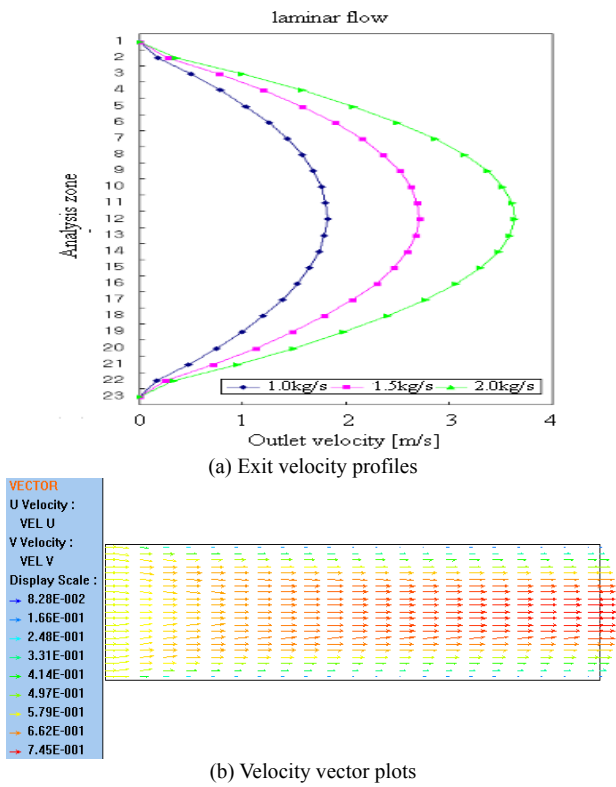 laminar flow
Analysis zone
1
2
3
4
5
6
7
8
9
10
11
12
13
14
15
16
17
18
19
20
21
22
23
1.0kg/s 1.5kg/s 2.0kg/s
0 1 2 3 4
Outlet velocity [m/s]
(a) Exit velocity profiles
VECTOR
U Velocity :
VEL U
V Velocity :
VEL V
Display Scale :
8.28E-002
1.66E-001
2.48E-001
3.31E-001
4.14E-001
4.97E-001
5.79E-001
6.62E-001
7.45E-001
(b) Velocity vector plots